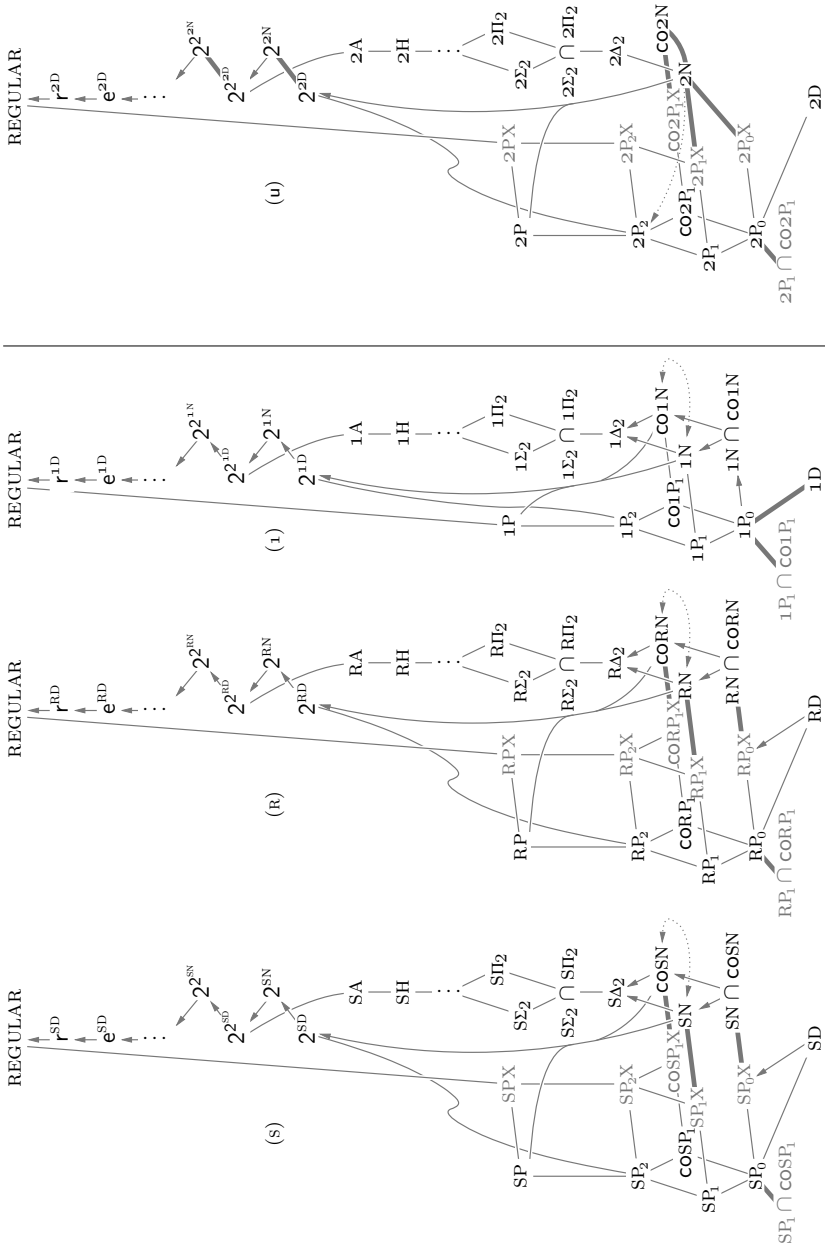 REGULAR
r^SD
e^SD
⋯
2^2^SN
2^2^SD
(S)
2^SN
2^SD
SA
SH
⋯
SP SPX SΣ₂ SΠ₂
SΣ₂ ∩ SΠ₂
SP₂ SP₂X SΔ₂
coSP₁ coSP₁X coSN
SP₁ SP₁X SN
SP₀ SP₀X SN ∩ coSN
SP₁ ∩ coSP₁
SD
REGULAR
r^RD
e^RD
⋯
2^2^RN
2^2^RD
(R)
2^RN
2^RD
RA
RH
⋯
RP RPX RΣ₂ RΠ₂
RΣ₂ ∩ RΠ₂
RP₂ RP₂X RΔ₂
coRP₁ coRP₁X coRN
RP₁ RP₁X RN
RP₀ RP₀X RN ∩ coRN
RP₁ ∩ coRP₁
RD
REGULAR
r^1D
e^1D
⋯
2^2^1N
2^2^1D
(1)
2^1N
2^1D
1A
1H
⋯
1P 1Σ₂ 1Π₂
1Σ₂ ∩ 1Π₂
1P₂ 1Δ₂
co1P₁ co1N
1P₁ 1N
1P₀ 1N ∩ co1N
1P₁ ∩ co1P₁
1D
REGULAR
r^2D
e^2D
⋯
2^2^2N
2^2^2D
(U)
2^2N
2^2D
2A
2H
⋯
2P 2PX 2Σ₂ 2Π₂
2Σ₂ ∩ 2Π₂
2P₂ 2P₂X 2Δ₂
co2P₁ co2P₁X co2N
2P₁ 2P₁X 2N
2P₀ 2P₀X
2P₁ ∩ co2P₁
2D